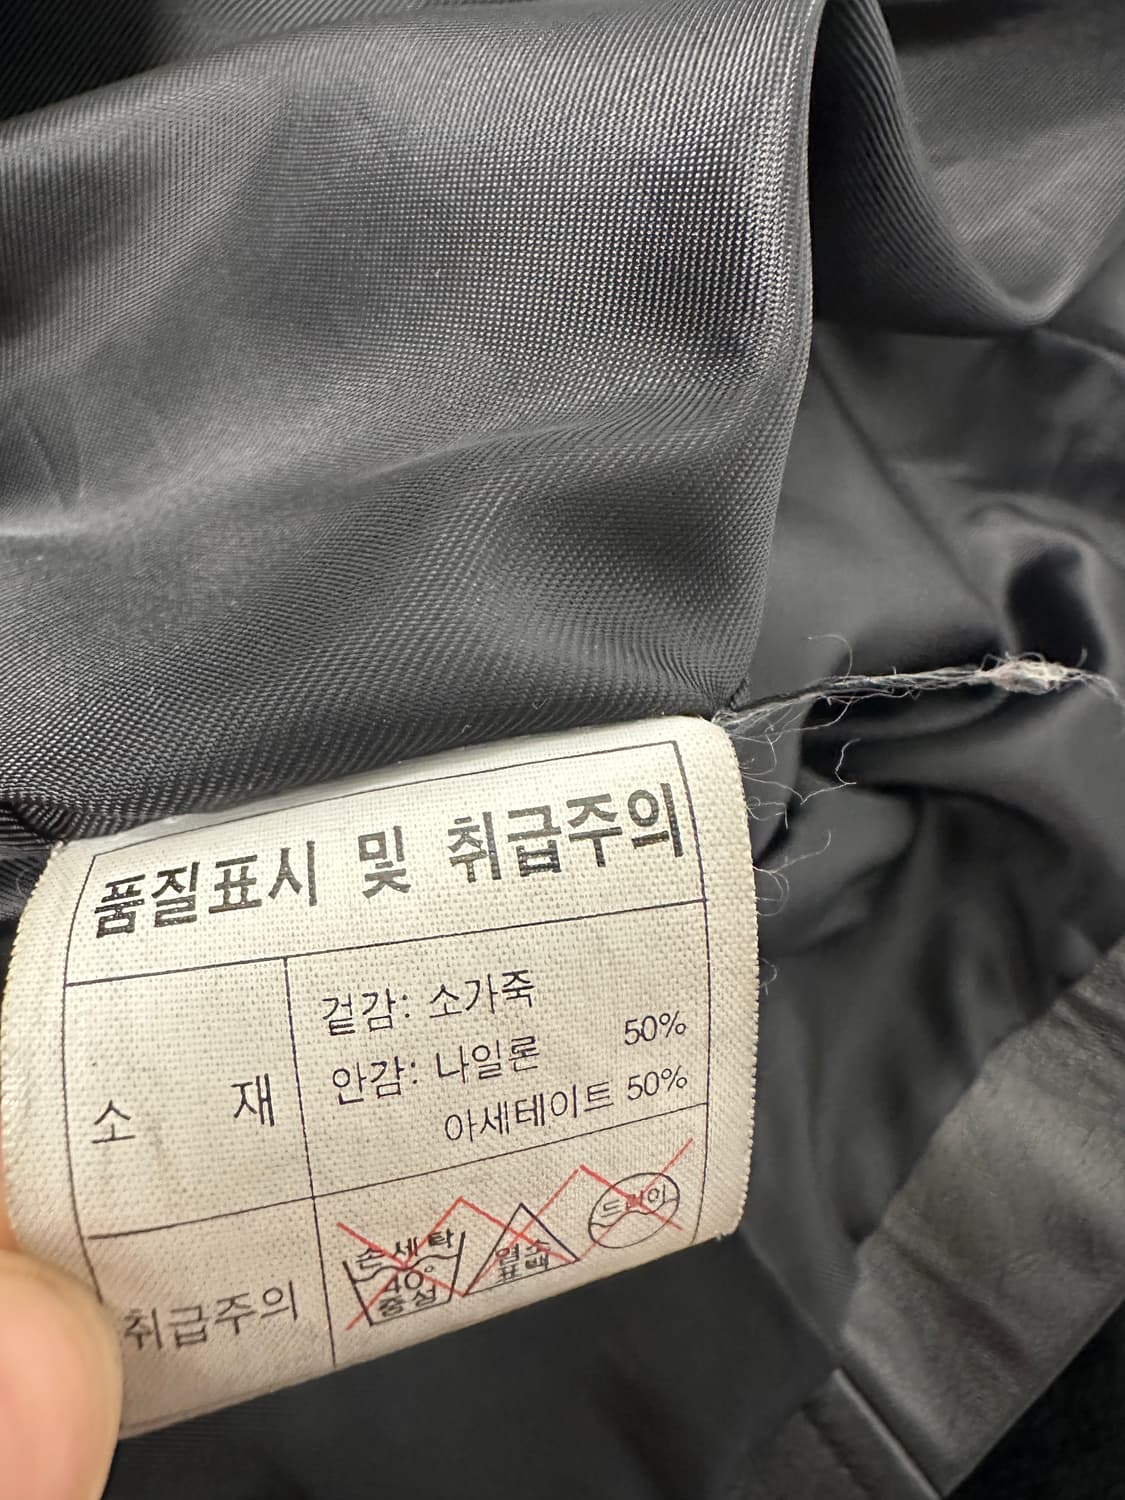 품질표시 및 취급주의
소 재
겉감: 소가죽
안감: 나일론 50%
아세테이트 50%
취급주의
손세탁
40°
중성
염소
표백
드라이